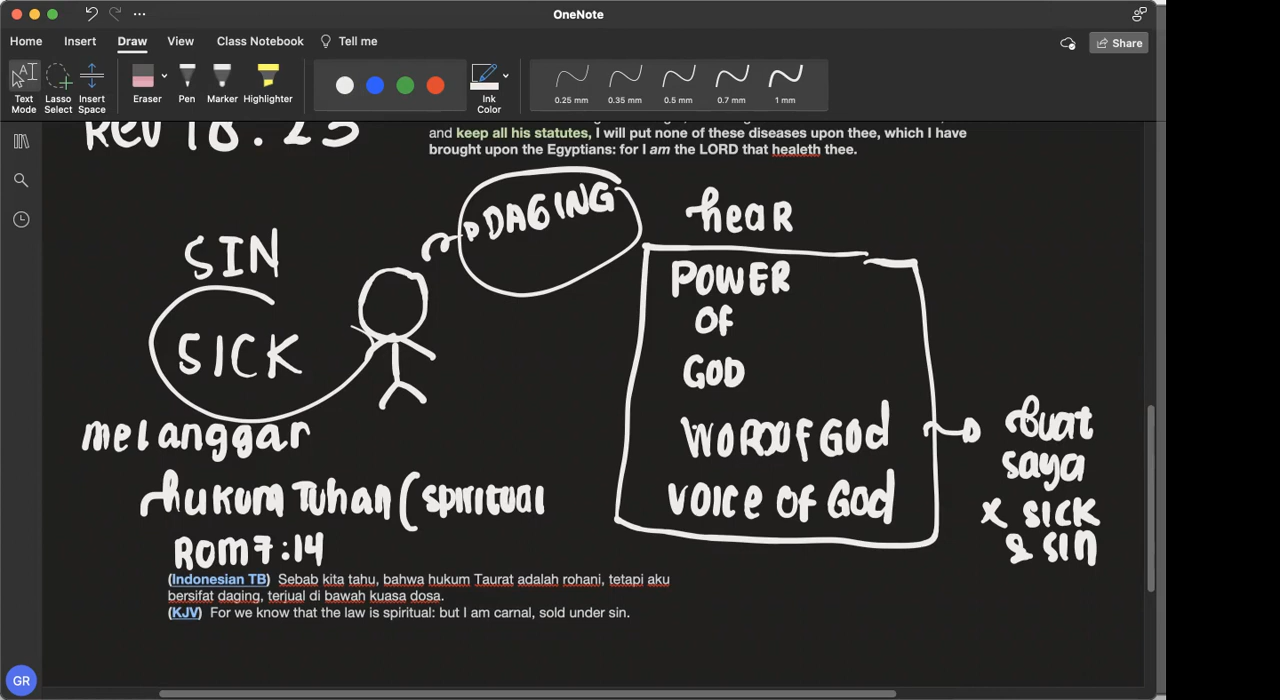 OneNote
Home Insert Draw View Class Notebook Tell me
Share
Text Mode
Lasso Select
Insert Space
Eraser
Pen
Marker
Highlighter
Ink Color
0.25 mm
0.35 mm
0.5 mm
0.7 mm
1 mm
Rev 18:23
and keep all his statutes, I will put none of these diseases upon thee, which I have
brought upon the Egyptians: for I am the LORD that healeth thee.
DAGING
SIN
SICK
melanggar
hukum Tuhan (spiritual
Rom 7:14
(Indonesian TB) Sebab kita tahu, bahwa hukum Taurat adalah rohani, tetapi aku
bersifat daging, terjual di bawah kuasa dosa.
(KJV) For we know that the law is spiritual: but I am carnal, sold under sin.
hear
POWER
OF
GOD
WORD OF GOD
VOICE OF GOD
buat
saya
x SICK
& SIN
GR